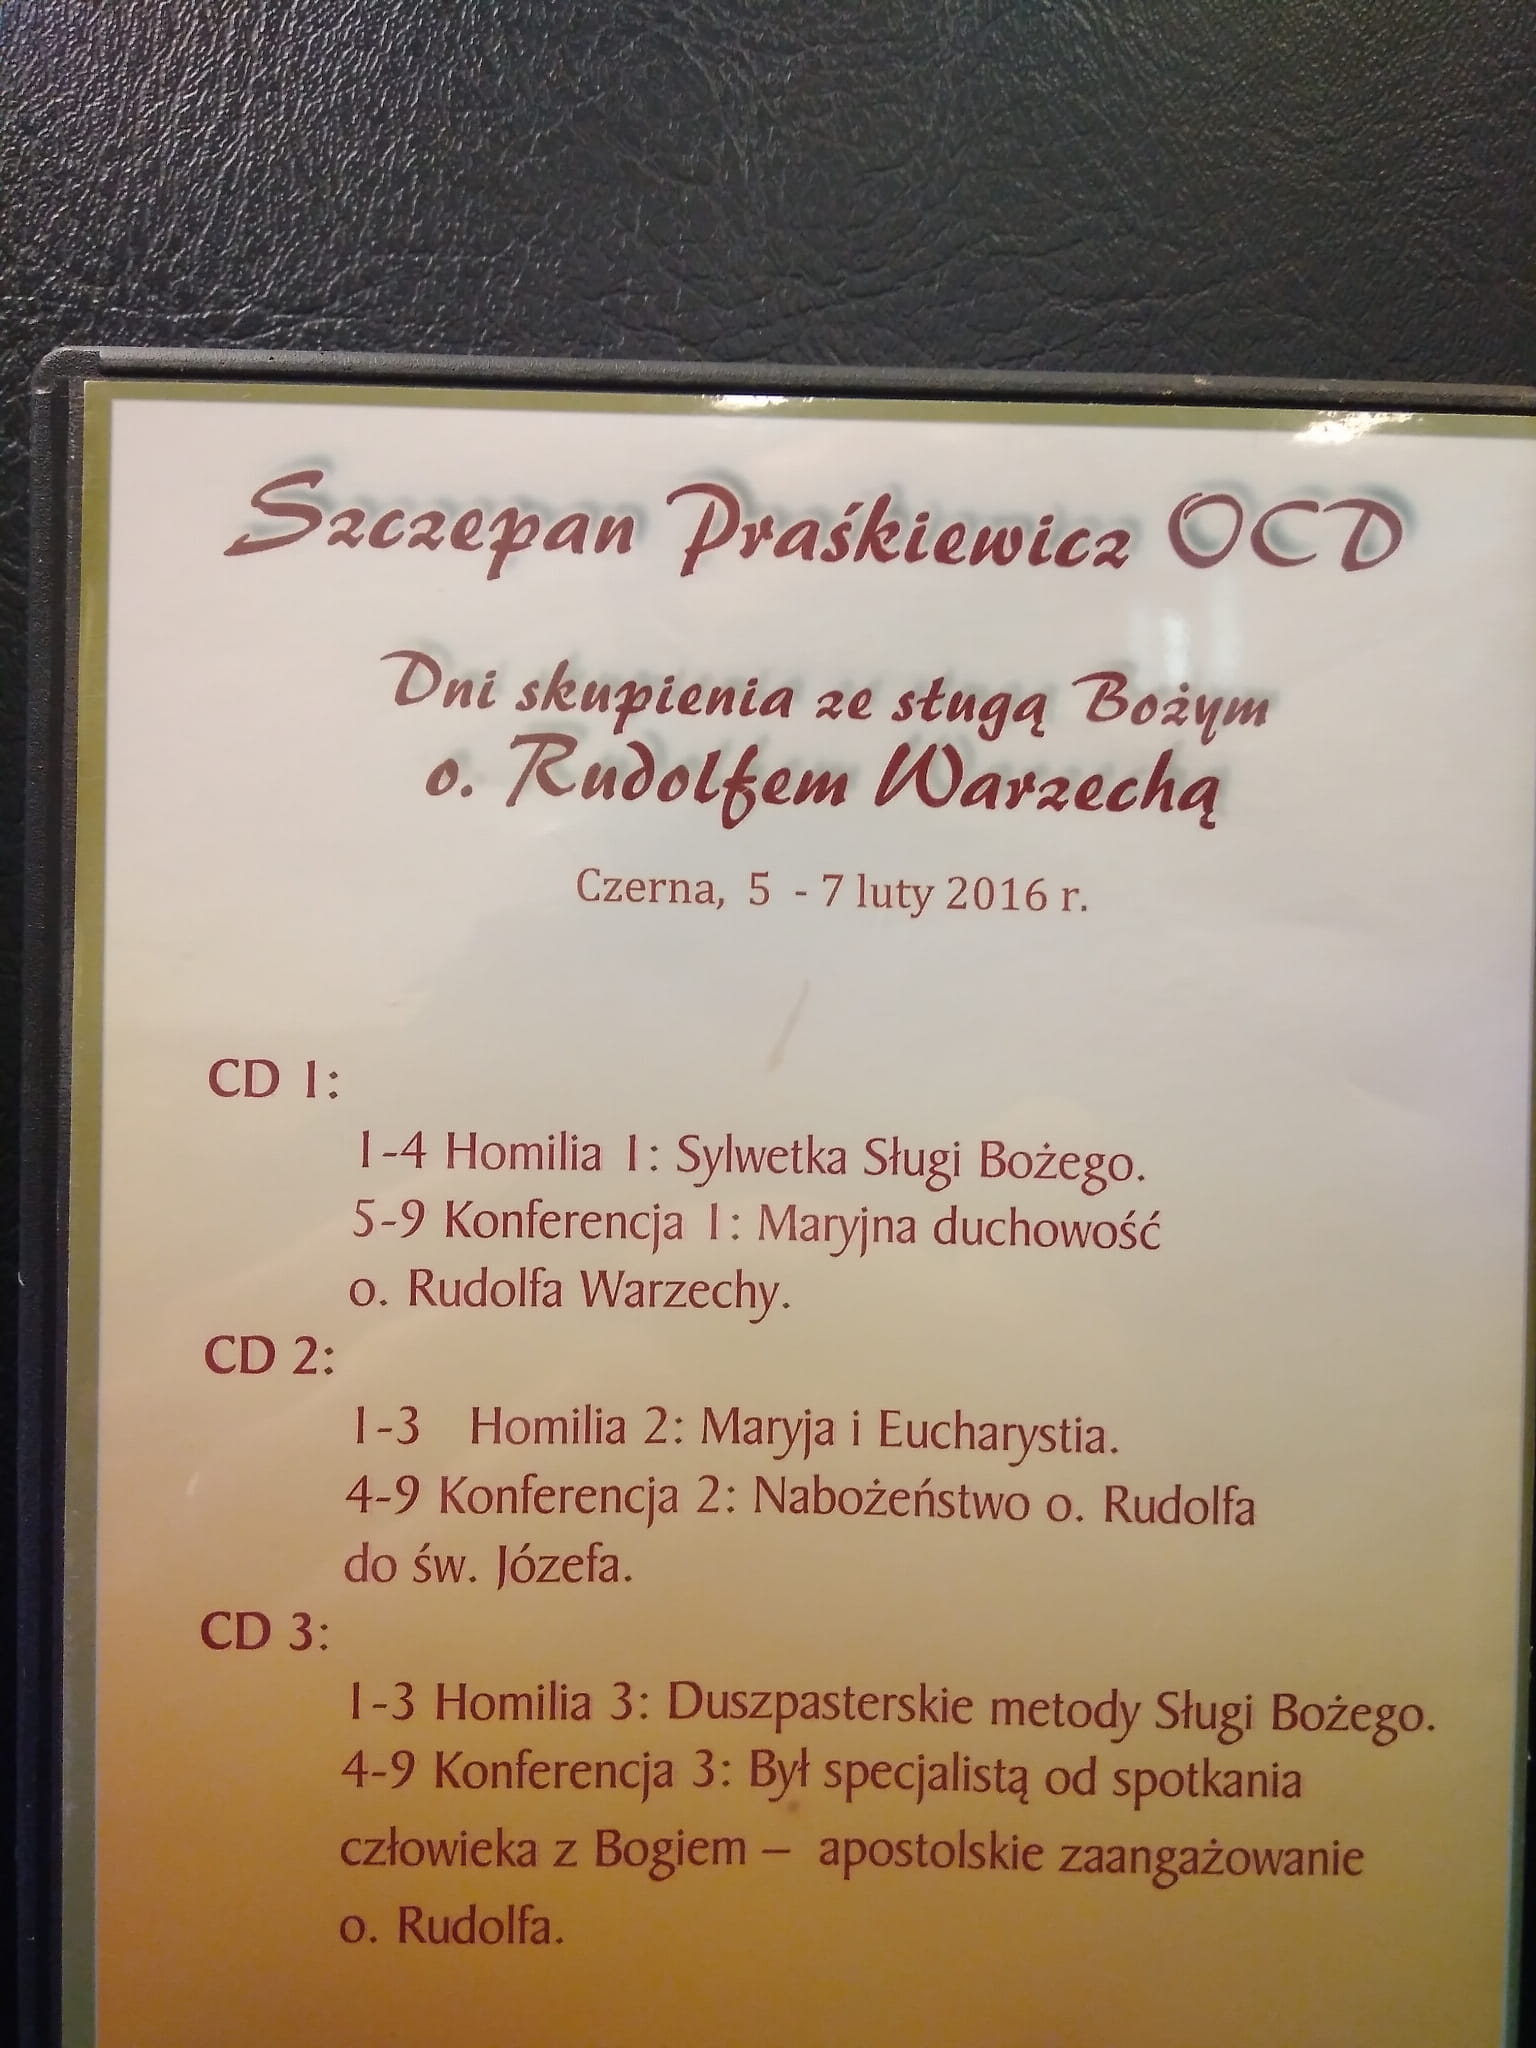 Szczepan Praśkiewicz OCD
Dni skupienia ze sługą Bożym
o. Rudolfem Warzechą
Czerna, 5 - 7 luty 2016 r.
CD 1:
1-4 Homilia 1: Sylwetka Sługi Bożego.
5-9 Konferencja 1: Maryjna duchowość
o. Rudolfa Warzechy.
CD 2:
1-3 Homilia 2: Maryja i Eucharystia.
4-9 Konferencja 2: Nabożeństwo o. Rudolfa
do św. Józefa.
CD 3:
1-3 Homilia 3: Duszpasterskie metody Sługi Bożego.
4-9 Konferencja 3: Był specjalistą od spotkania
człowieka z Bogiem – apostolskie zaangażowanie
o. Rudolfa.